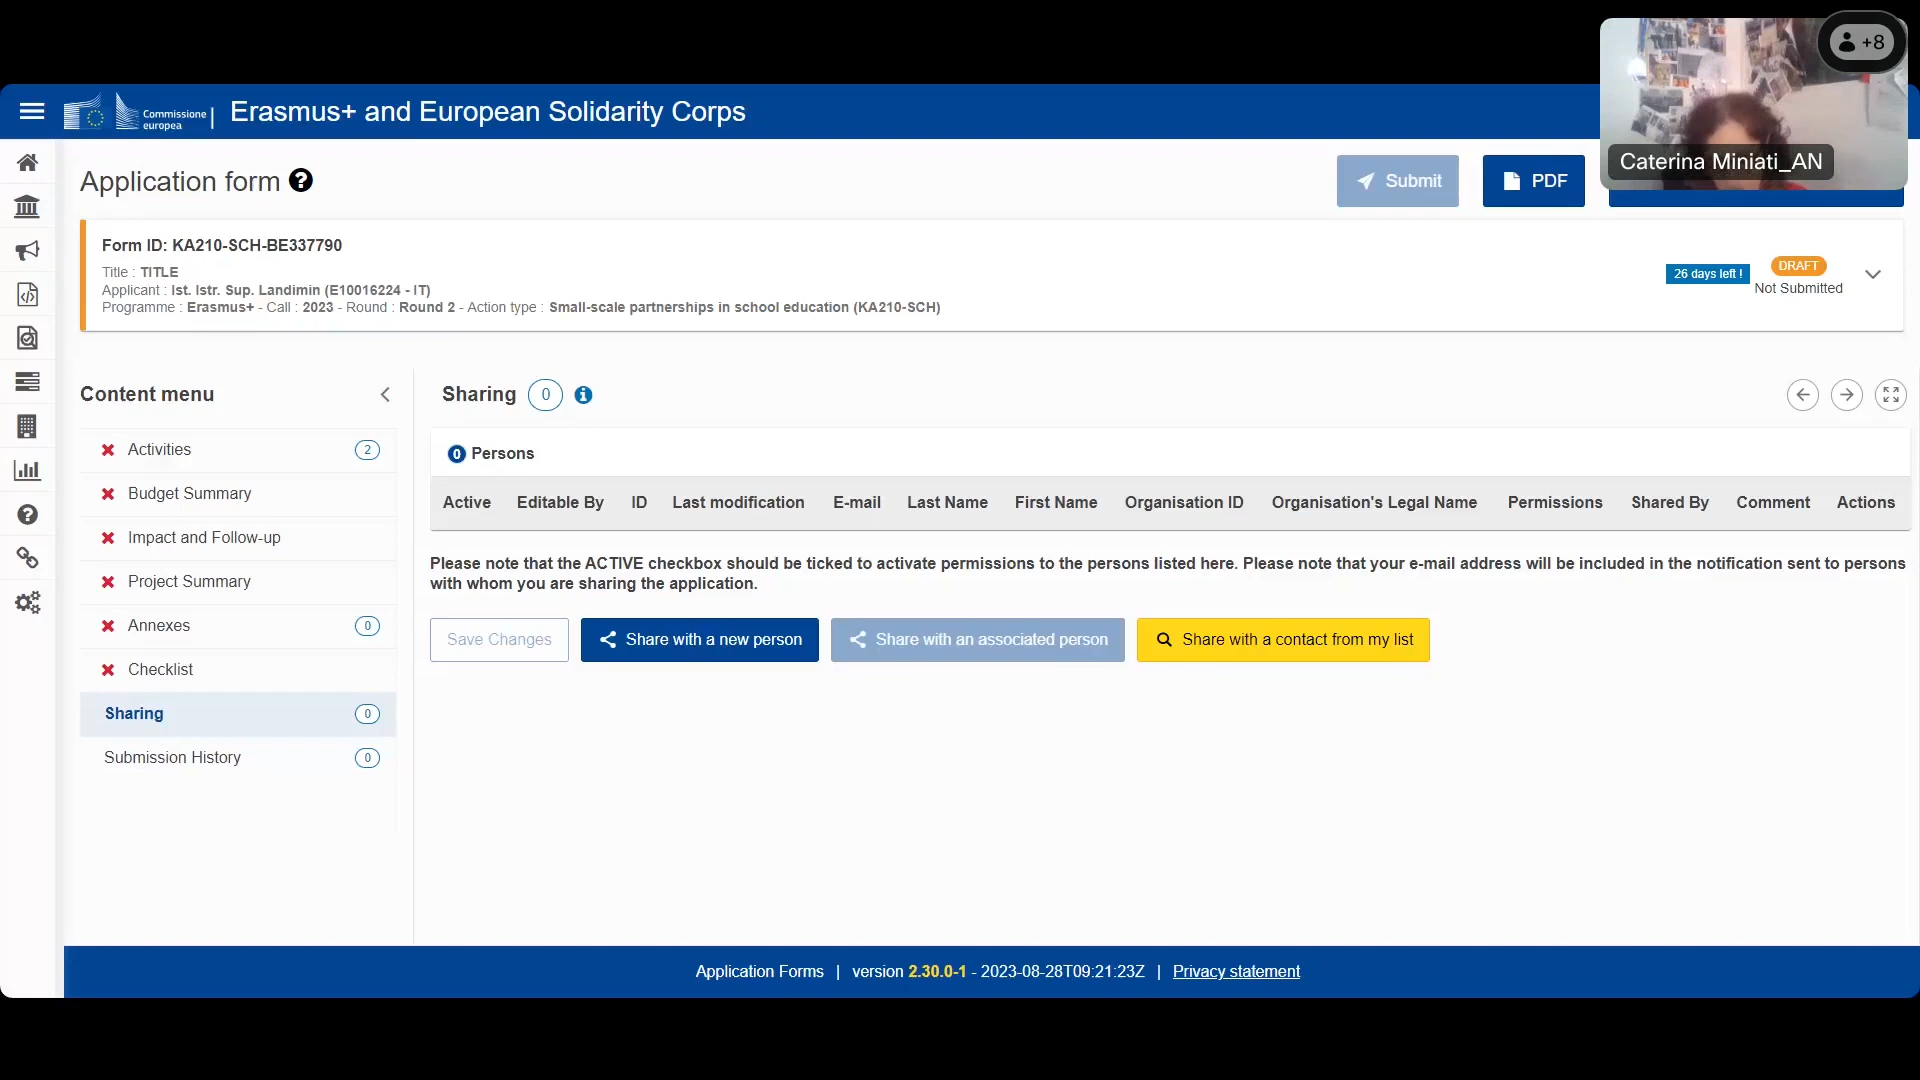 +8
Commissione
europea
Erasmus+ and European Solidarity Corps
Caterina Miniati_AN
Application form
Submit
PDF
Form ID: KA210-SCH-BE337790
Title : TITLE
Applicant : Ist. Istr. Sup. Landimin (E10016224 - IT)
Programme : Erasmus+ - Call : 2023 - Round : Round 2 - Action type : Small-scale partnerships in school education (KA210-SCH)
26 days left !
DRAFT
Not Submitted
Content menu
Activities 2
Budget Summary
Impact and Follow-up
Project Summary
Annexes 0
Checklist
Sharing 0
Submission History 0
Sharing 0
0 Persons
Active Editable By ID Last modification E-mail Last Name First Name Organisation ID Organisation's Legal Name Permissions Shared By Comment Actions
Please note that the ACTIVE checkbox should be ticked to activate permissions to the persons listed here. Please note that your e-mail address will be included in the notification sent to persons
with whom you are sharing the application.
Save Changes Share with a new person Share with an associated person Share with a contact from my list
Application Forms | version 2.30.0-1 - 2023-08-28T09:21:23Z | Privacy statement